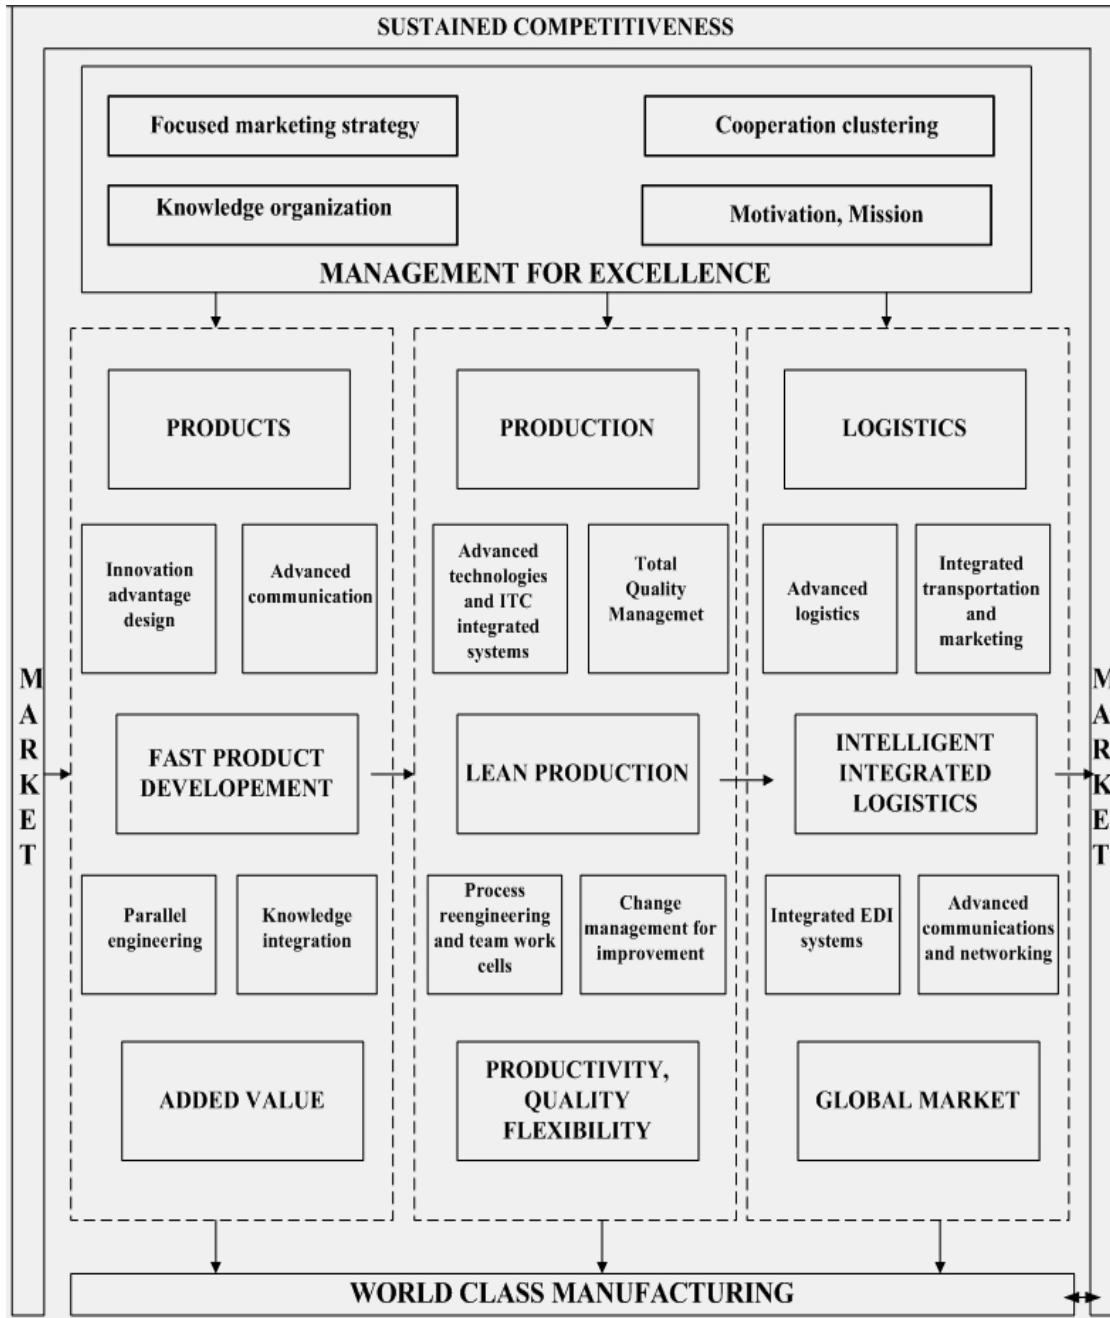 SUSTAINED COMPETITIVENESS
Focused marketing strategy
Cooperation clustering
Knowledge organization
Motivation, Mission
MANAGEMENT FOR EXCELLENCE
PRODUCTS
PRODUCTION
LOGISTICS
Innovation
advantage
design
Advanced
communication
Advanced
technologies
and ITC
integrated
systems
Total
Quality
Managemet
Advanced
logistics
Integrated
transportation
and
marketing
MARKET
FAST PRODUCT
DEVELOPEMENT
LEAN PRODUCTION
INTELLIGENT
INTEGRATED
LOGISTICS
MARKET
Parallel
engineering
Knowledge
integration
Process
reengineering
and team work
cells
Change
management for
improvement
Integrated EDI
systems
Advanced
communications
and networking
ADDED VALUE
PRODUCTIVITY,
QUALITY
FLEXIBILITY
GLOBAL MARKET
WORLD CLASS MANUFACTURING